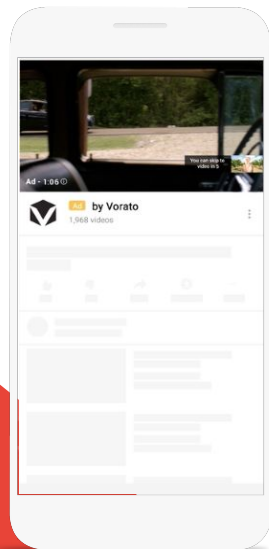 You can skip to
video in 5
Ad • 1:06
Ad by Vorato
1,968 videos